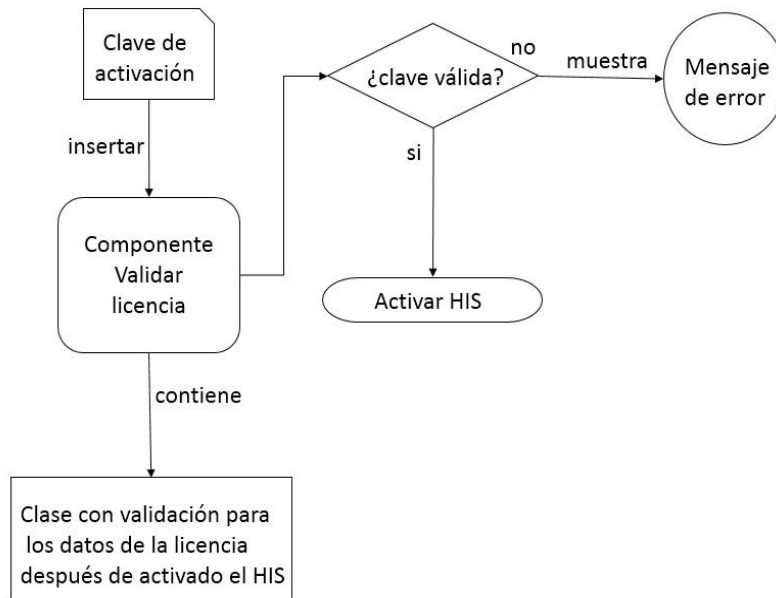 Clave de
activación
insertar
Componente
Validar
licencia
contiene
Clase con validación para
los datos de la licencia
después de activado el HIS
¿clave válida?
no
muestra
Mensaje
de error
si
Activar HIS